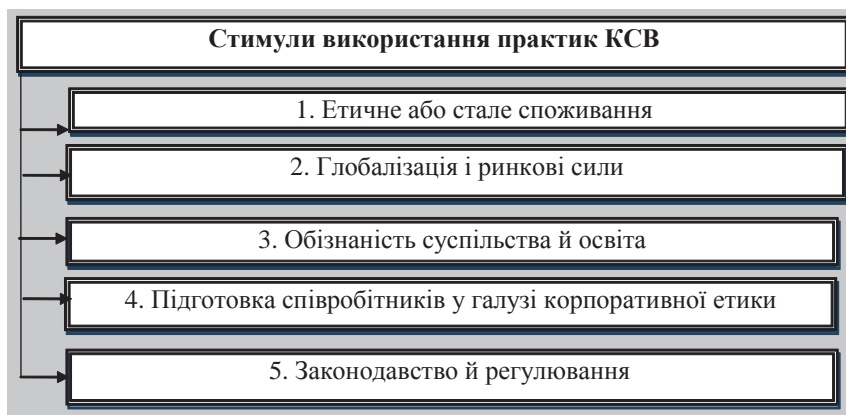 Стимули використання практик КСВ
1. Етичне або стале споживання
2. Глобалізація і ринкові сили
3. Обізнаність суспільства й освіта
4. Підготовка співробітників у галузі корпоративної етики
5. Законодавство й регулювання